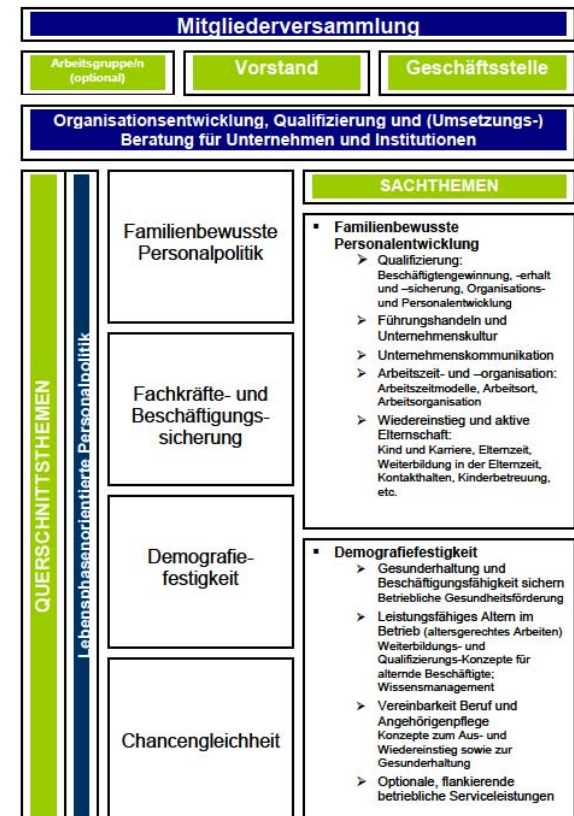 Mitgliederversammlung
Arbeitsgruppe/n
(optional)
Vorstand
Geschäftsstelle
Organisationsentwicklung, Qualifizierung und (Umsetzungs-)
Beratung für Unternehmen und Institutionen
QUERSCHNITTSTHEMEN
Lebensphasenorientierte Personalpolitik
Familienbewusste
Personalpolitik
Fachkräfte- und
Beschäftigungs-
sicherung
Demografie-
festigkeit
Chancengleichheit
SACHTHEMEN
▪ Familienbewusste
Personalentwicklung
➢ Qualifizierung:
Beschäftigtengewinnung, -erhalt
und –sicherung, Organisations-
und Personalentwicklung
➢ Führungshandeln und
Unternehmenskultur
➢ Unternehmenskommunikation
➢ Arbeitszeit- und –organisation:
Arbeitszeitmodelle, Arbeitsort,
Arbeitsorganisation
➢ Wiedereinstieg und aktive
Elternschaft:
Kind und Karriere, Elternzeit,
Weiterbildung in der Elternzeit,
Kontakthalten, Kinderbetreuung,
etc.
▪ Demografiefestigkeit
➢ Gesunderhaltung und
Beschäftigungsfähigkeit sichern
Betriebliche Gesundheitsförderung
➢ Leistungsfähiges Altern im
Betrieb (altersgerechtes Arbeiten)
Weiterbildungs- und
Qualifizierungs-Konzepte für
alternde Beschäftigte;
Wissensmanagement
➢ Vereinbarkeit Beruf und
Angehörigenpflege
Konzepte zum Aus- und
Wiedereinstieg sowie zur
Gesunderhaltung
➢ Optionale, flankierende
betriebliche Serviceleistungen